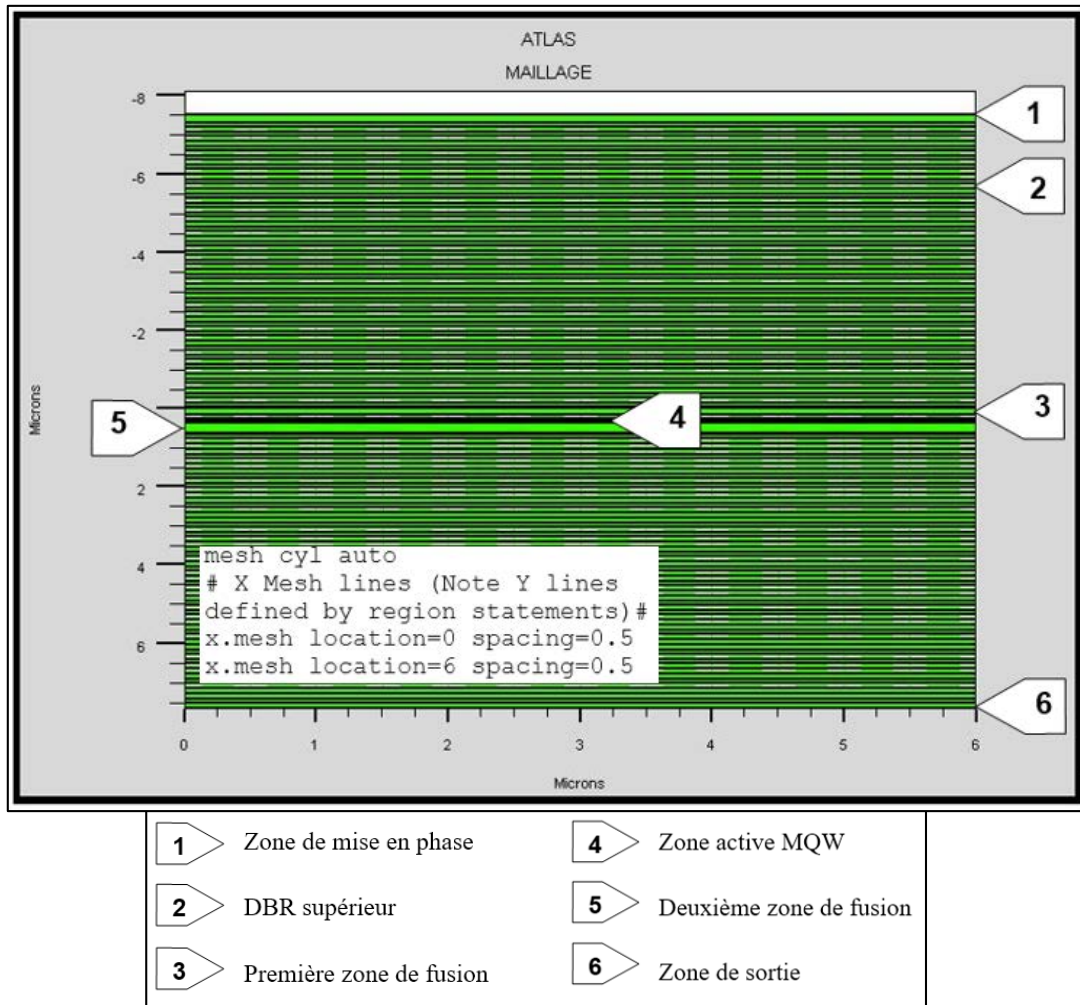 ATLAS
MAILLAGE
Microns
-8
-6
-4
-2
2
4
6
1
2
3
4
5
6
mesh cyl auto
# X Mesh lines (Note Y lines
defined by region statements)#
x.mesh location=0 spacing=0.5
x.mesh location=6 spacing=0.5
0 1 2 3 4 5 6
Microns
1 Zone de mise en phase
2 DBR supérieur
3 Première zone de fusion
4 Zone active MQW
5 Deuxième zone de fusion
6 Zone de sortie